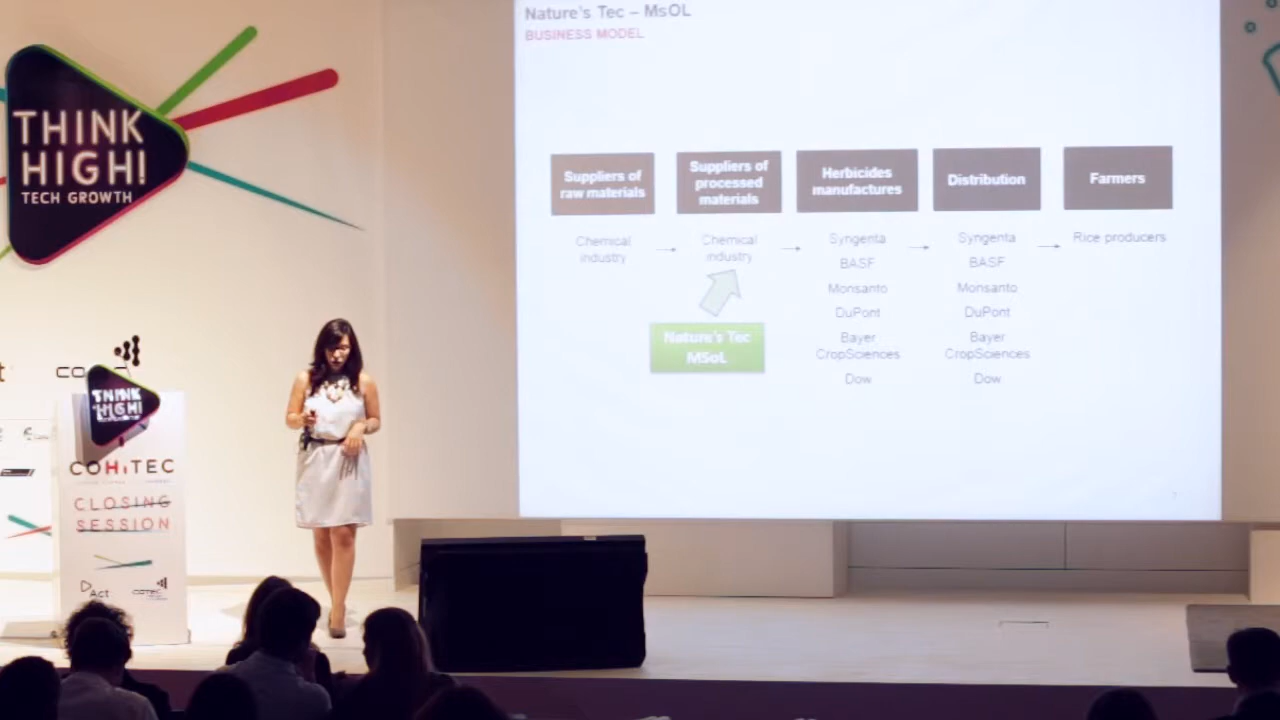 Nature's Tec – MsOL
BUSINESS MODEL
THINK
HIGH!
TECH GROWTH
Suppliers of
raw materials
Suppliers of
processed
materials
Herbicides
manufactures
Distribution
Farmers
Chemical
industry
Chemical
industry
Syngenta
BASF
Monsanto
DuPont
Bayer
CropSciences
Dow
Syngenta
BASF
Monsanto
DuPont
Bayer
CropSciences
Dow
Rice producers
Nature's Tec
MSoL
THINK
HIGH!
COHiTEC
CLOSING
SESSION
Act
COTEC